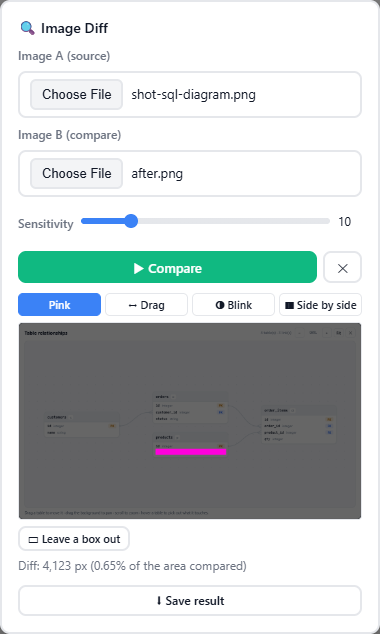 🔍 Image Diff
Image A (source)
Choose File shot-sql-diagram.png
Image B (compare)
Choose File after.png
Sensitivity 10
▶ Compare ✕
Pink ↔ Drag ◑ Blink ◫ Side by side
Table relationships
customers
orders
products
order_items
▭ Leave a box out
Diff: 4,123 px (0.65% of the area compared)
⬇ Save result